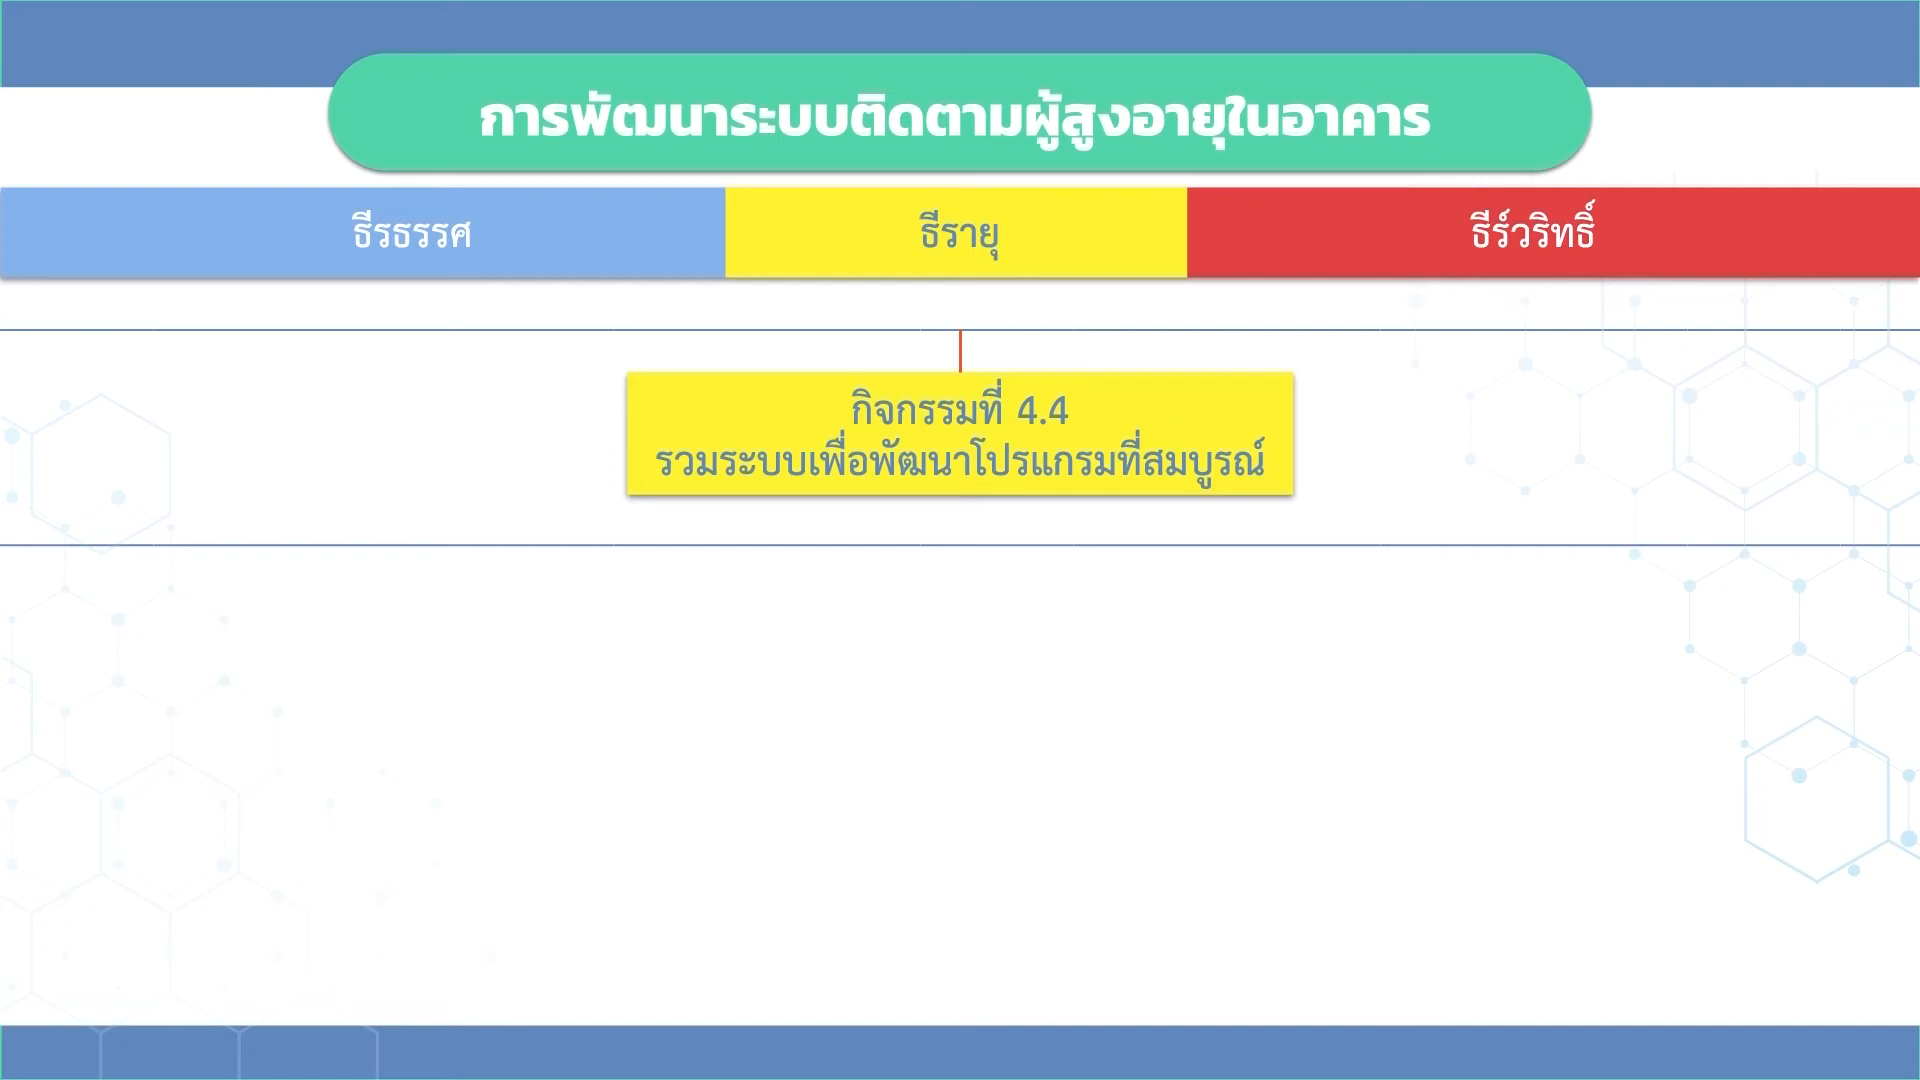 การพัฒนาระบบติดตามผู้สูงอายุในอาคาร
ธีรธรรศ
ธีรายุ
ธีร์วริทธิ์
กิจกรรมที่ 4.4
รวมระบบเพื่อพัฒนาโปรแกรมที่สมบูรณ์